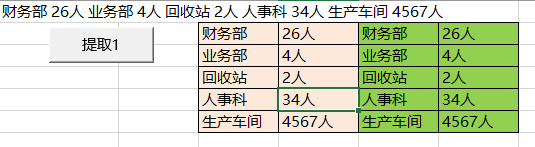 财务部 26人 业务部 4人 回收站 2人 人事科 34人 生产车间 4567人
提取1
财务部 26人 财务部 26人
业务部 4人 业务部 4人
回收站 2人 回收站 2人
人事科 34人 人事科 34人
生产车间 4567人 生产车间 4567人